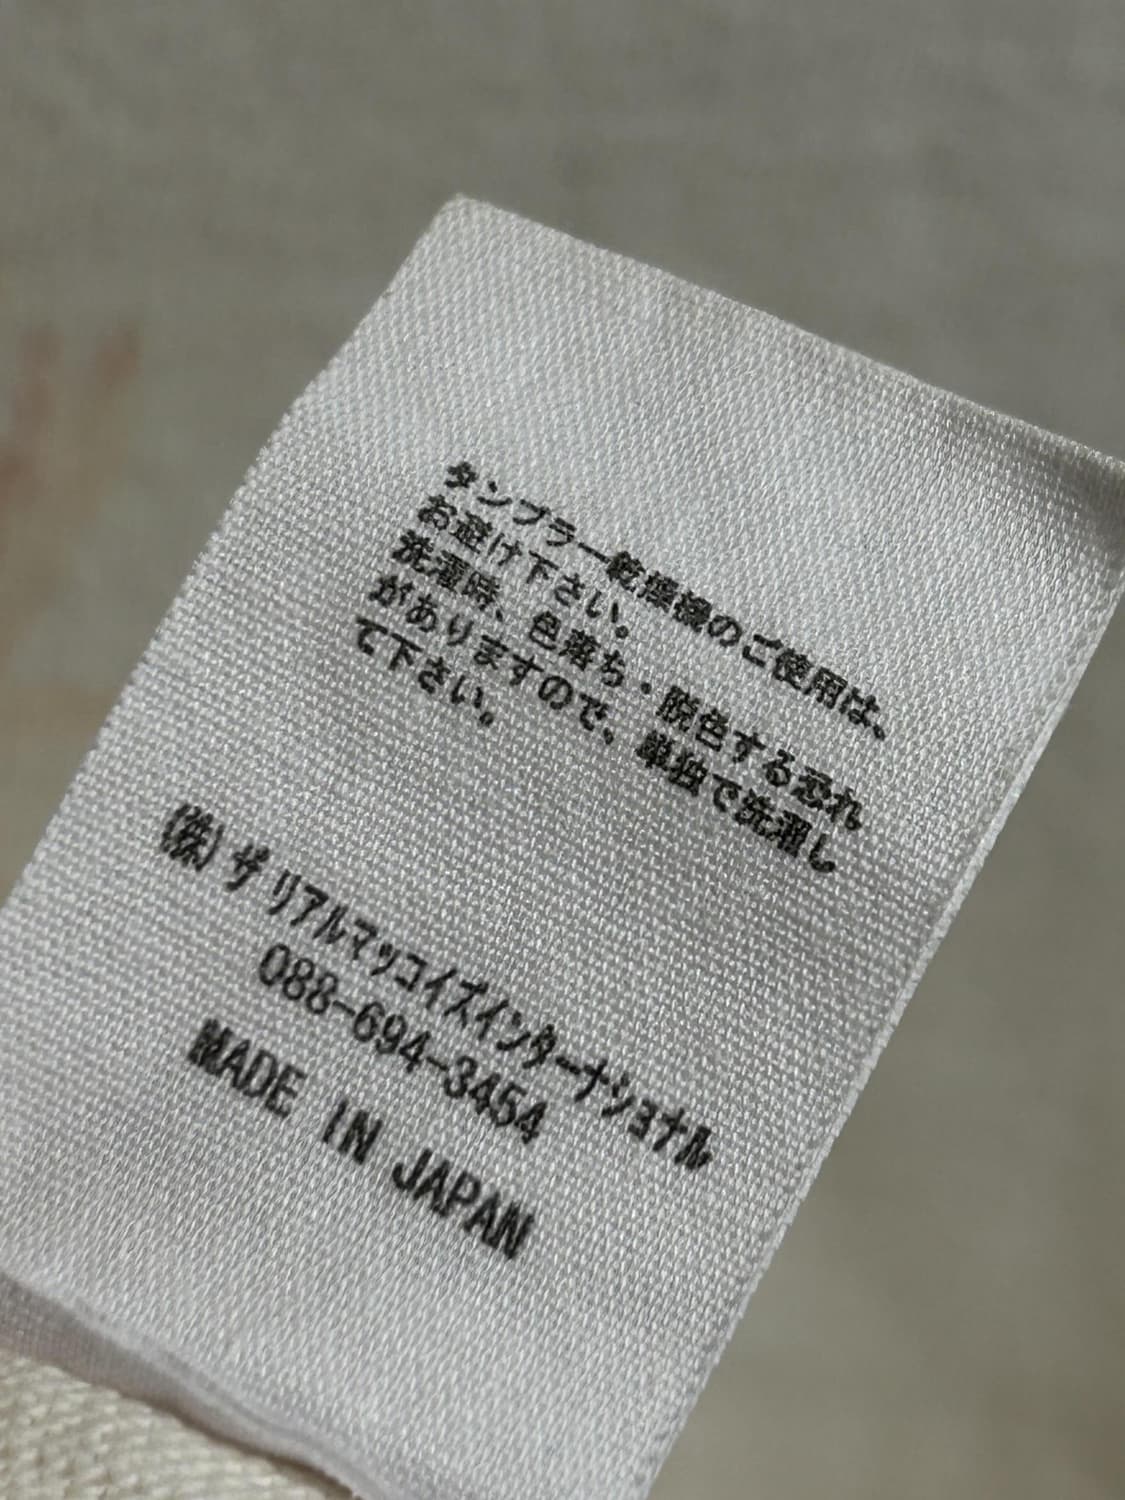 タンブラー乾燥機のご使用は、
お避け下さい。
洗濯時、色落ち・脱色する恐れ
がありますので、単独で洗濯し
て下さい。
(株)ザ リアルマッコイズインターナショナル
088-694-3454
MADE IN JAPAN